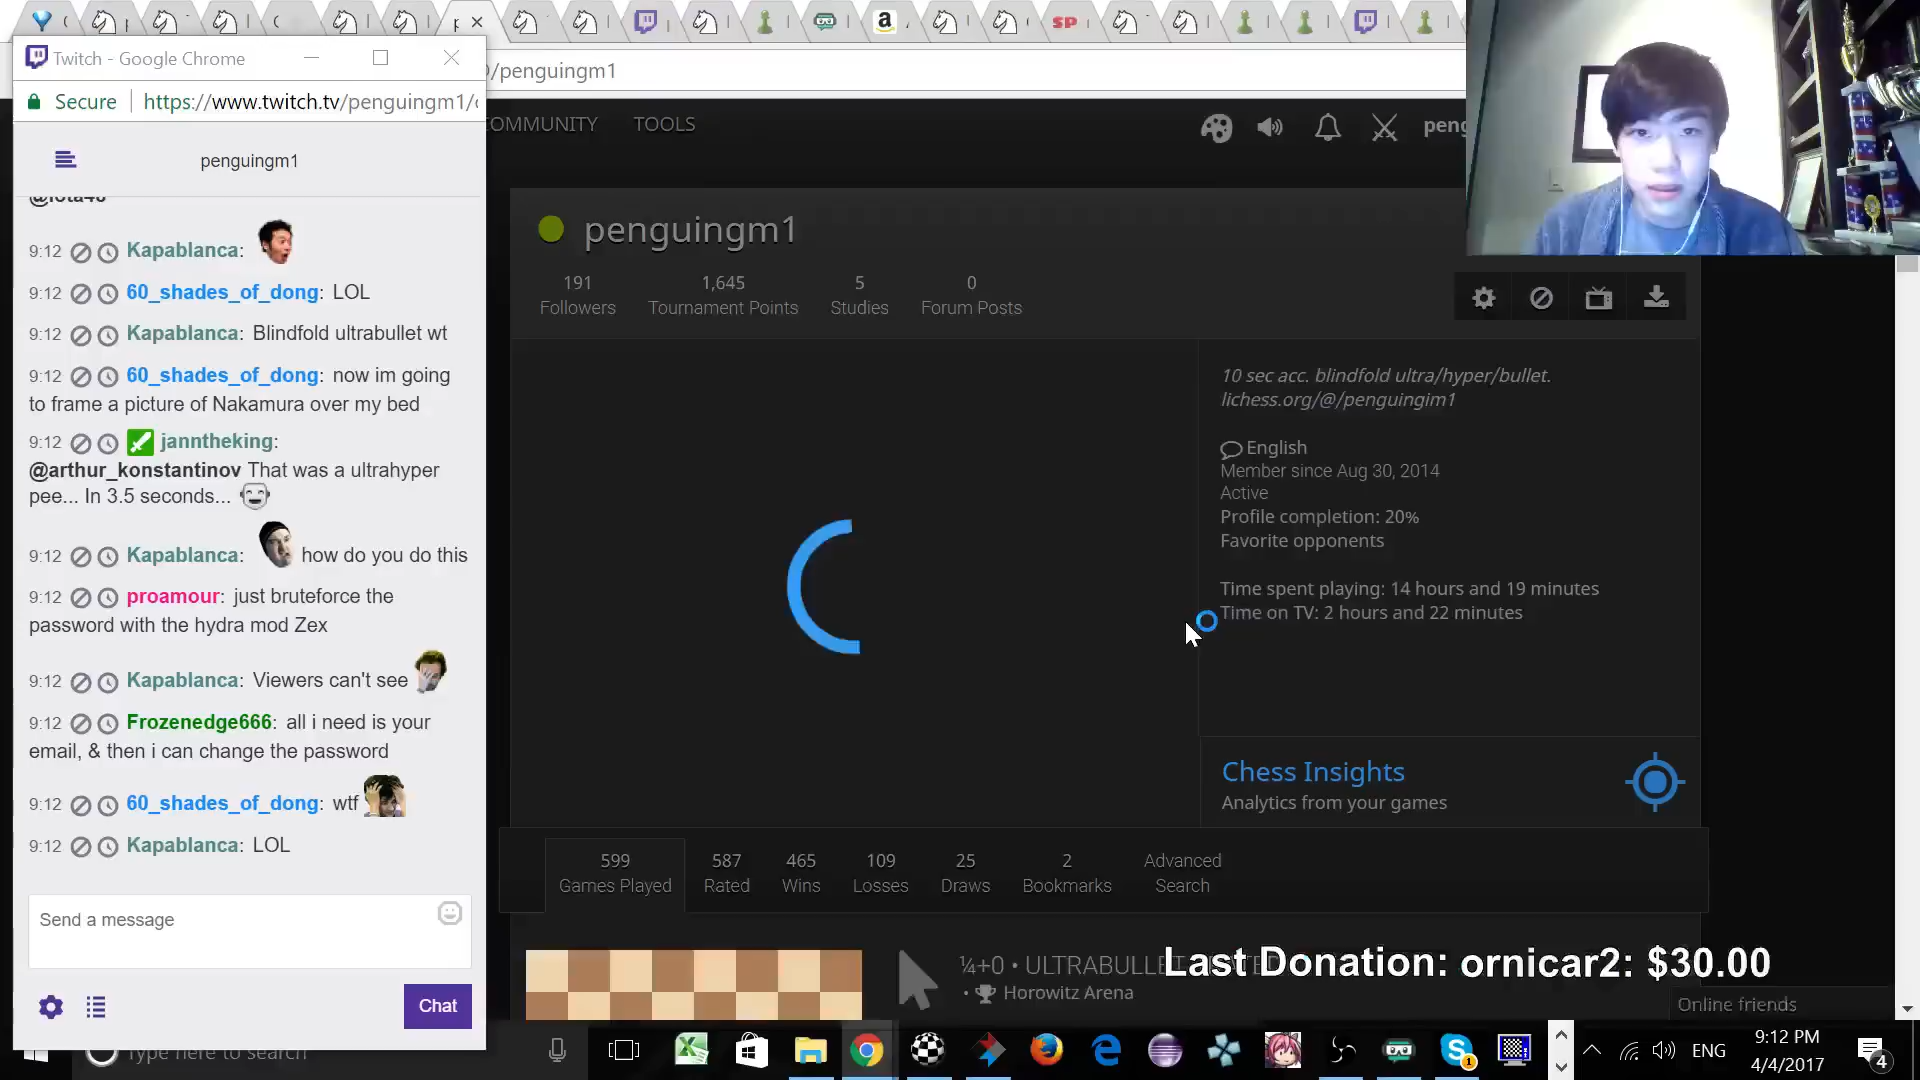 Twitch - Google Chrome
Secure
https://www.twitch.tv/penguingm1/
/penguingm1
OMMUNITY
TOOLS
peng
penguingm1
9:12 Kapablanca:
9:12 60_shades_of_dong: LOL
9:12 Kapablanca: Blindfold ultrabullet wt
9:12 60_shades_of_dong: now im going
to frame a picture of Nakamura over my bed
9:12 janntheking:
@arthur_konstantinov That was a ultrahyper
pee... In 3.5 seconds...
9:12 Kapablanca: how do you do this
9:12 proamour: just bruteforce the
password with the hydra mod Zex
9:12 Kapablanca: Viewers can't see
9:12 Frozenedge666: all i need is your
email, & then i can change the password
9:12 60_shades_of_dong: wtf
9:12 Kapablanca: LOL
Send a message
Chat
penguingm1
191 1,645 5 0
Followers Tournament Points Studies Forum Posts
10 sec acc. blindfold ultra/hyper/bullet.
lichess.org/@/penguingim1
English
Member since Aug 30, 2014
Active
Profile completion: 20%
Favorite opponents
Time spent playing: 14 hours and 19 minutes
Time on TV: 2 hours and 22 minutes
Chess Insights
Analytics from your games
599 587 465 109 25 2 Advanced
Games Played Rated Wins Losses Draws Bookmarks Search
¼+0 • ULTRABULLET
• Horowitz Arena
Last Donation: ornicar2: $30.00
Online friends
Type here to search
ENG
9:12 PM
4/4/2017
4
1
SP